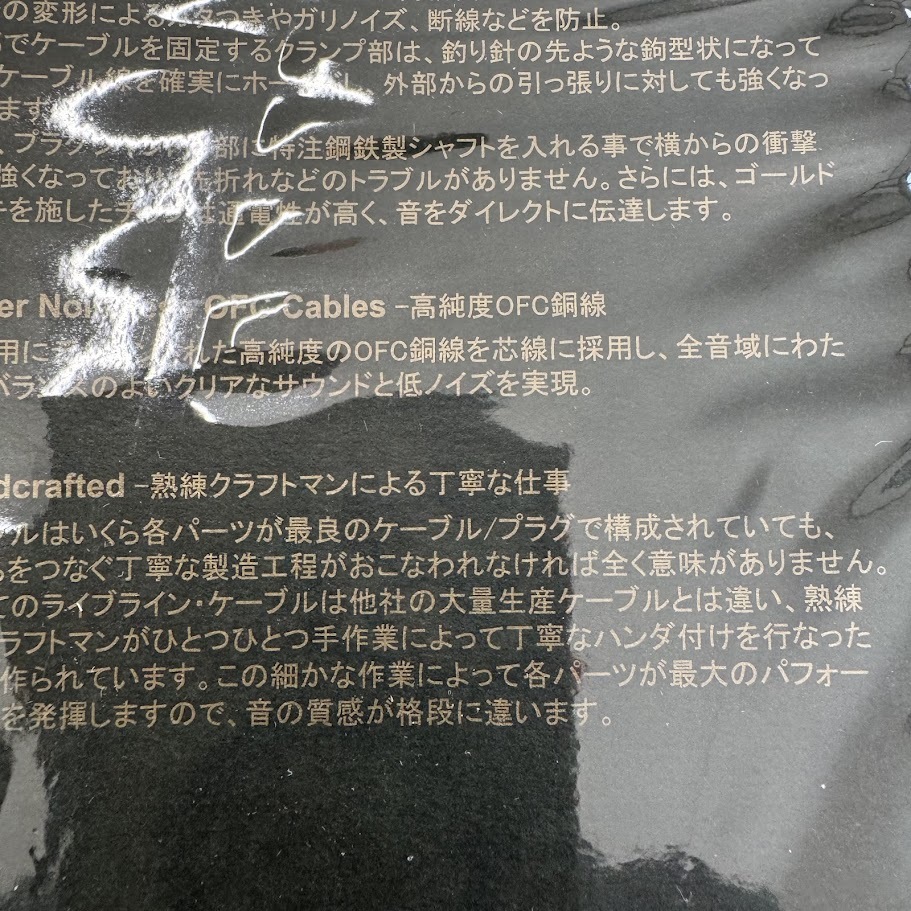 の変形によるガタつきやガリノイズ、断線などを防止。
でケーブルを固定するクランプ部は、釣り針の先ような鉤型状になって
ケーブル線を確実にホールドし、外部からの引っ張りに対しても強くなっ
ます
、プラグ 部に特注鋼鉄製シャフトを入れる事で横からの衝撃
強くなっており 先折れなどのトラブルがありません。さらには、ゴールド
を施した は通電性が高く、音をダイレクトに伝達します。
er OFC Cables –高純度OFC銅線
用に れた高純度のOFC銅線を芯線に採用し、全音域にわた
バランスのよいクリアなサウンドと低ノイズを実現。
dcrafted –熟練クラフトマンによる丁寧な仕事
ルはいくら各パーツが最良のケーブル/プラグで構成されていても、
をつなぐ丁寧な製造工程がおこなわれなければ全く意味がありません。
てのライブライン・ケーブルは他社の大量生産ケーブルとは違い、熟練
ラフトマンがひとつひとつ手作業によって丁寧なハンダ付けを行なった
作られています。この細かな作業によって各パーツが最大のパフォー
を発揮しますので、音の質感が格段に違います。